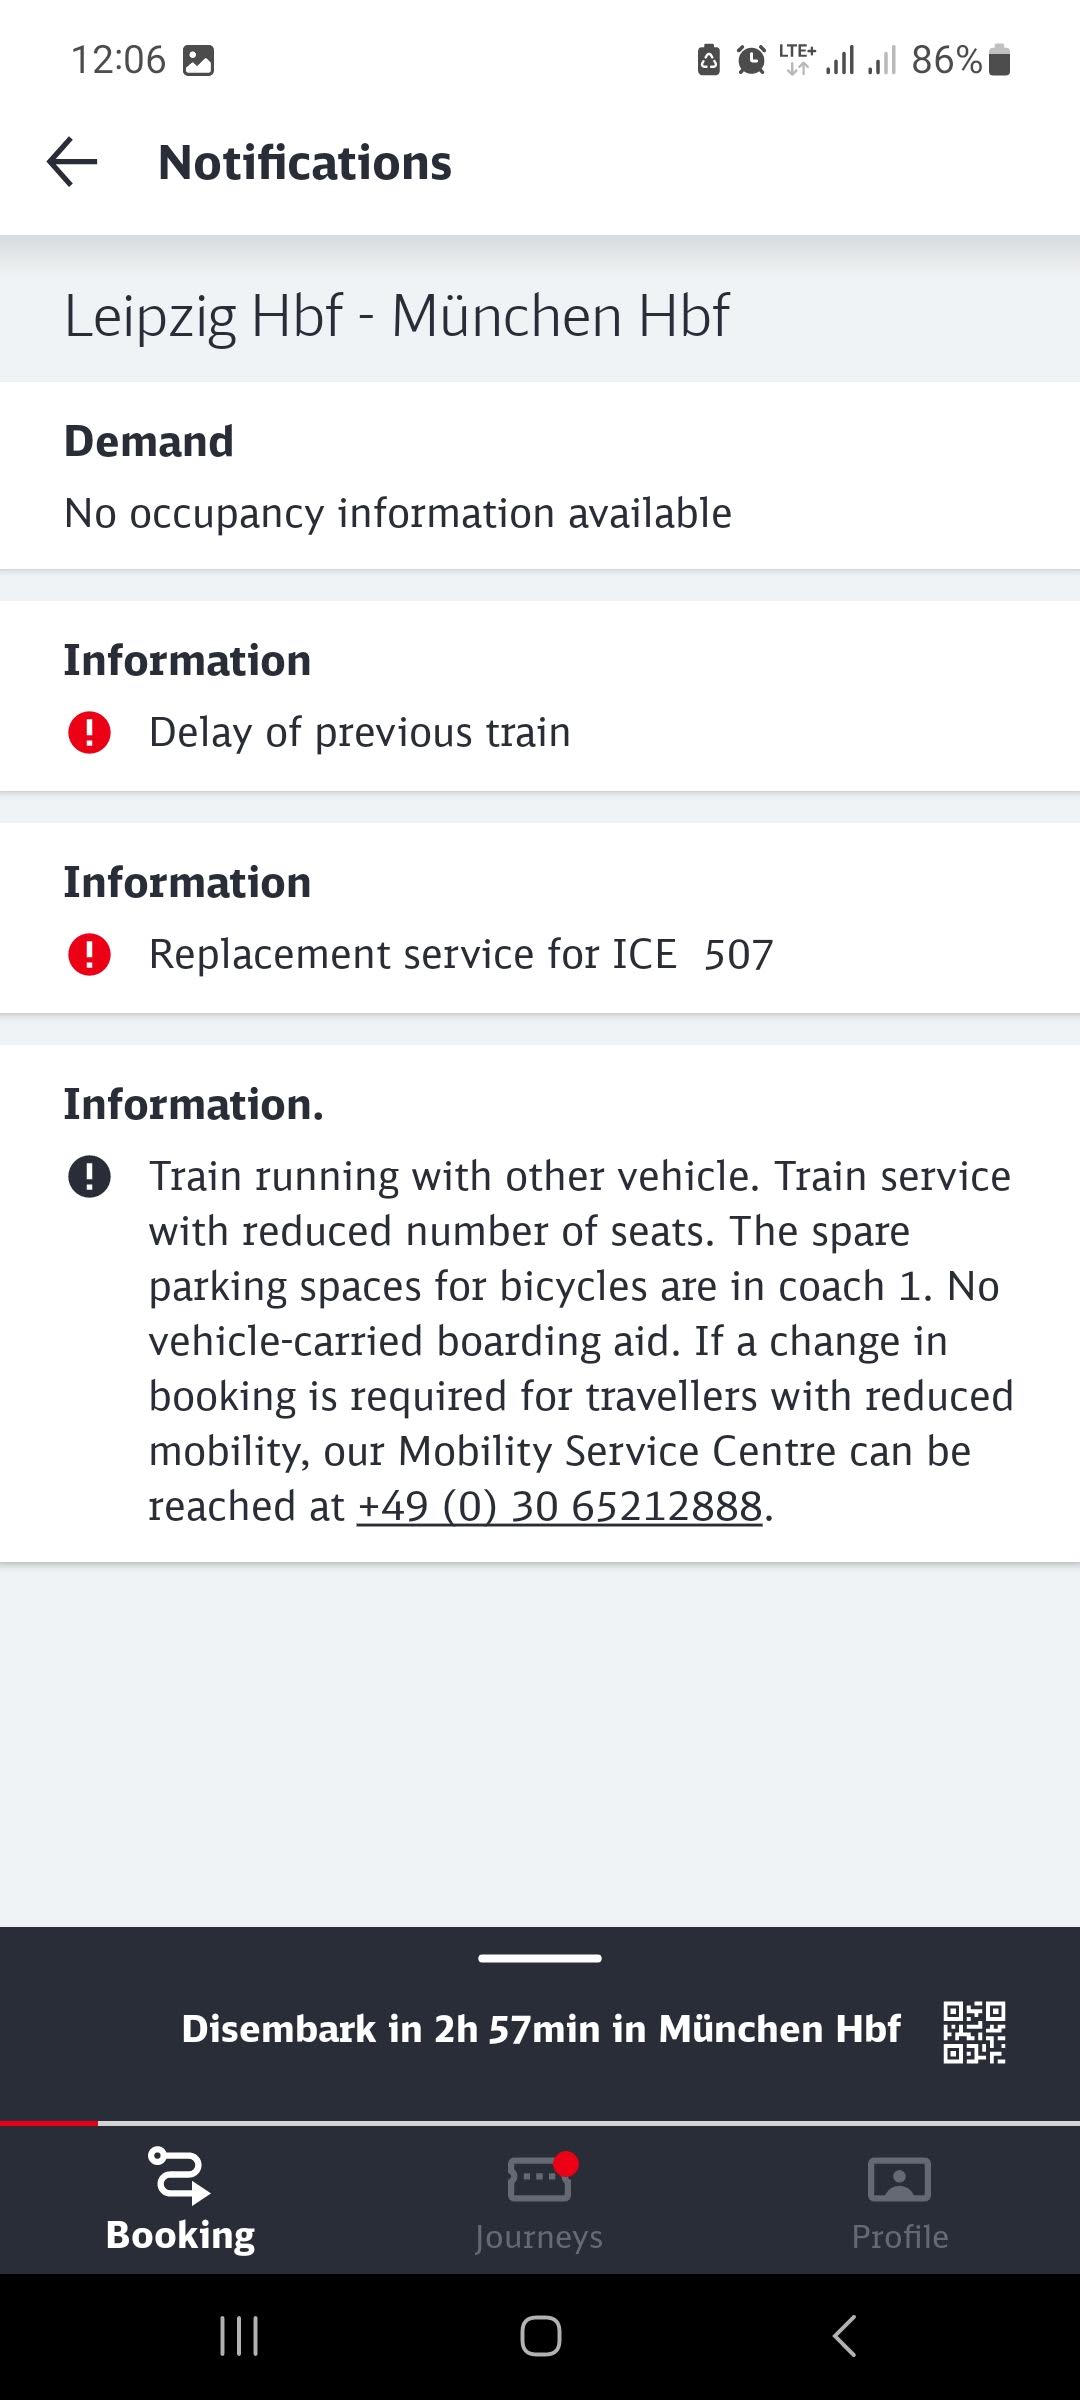 12:06
LTE+
86%
Notifications
Leipzig Hbf - München Hbf
Demand
No occupancy information available
Information
Delay of previous train
Information
Replacement service for ICE  507
Information.
Train running with other vehicle. Train service
with reduced number of seats. The spare
parking spaces for bicycles are in coach 1. No
vehicle-carried boarding aid. If a change in
booking is required for travellers with reduced
mobility, our Mobility Service Centre can be
reached at +49 (0) 30 65212888.
Disembark in 2h 57min in München Hbf
Booking
Journeys
Profile